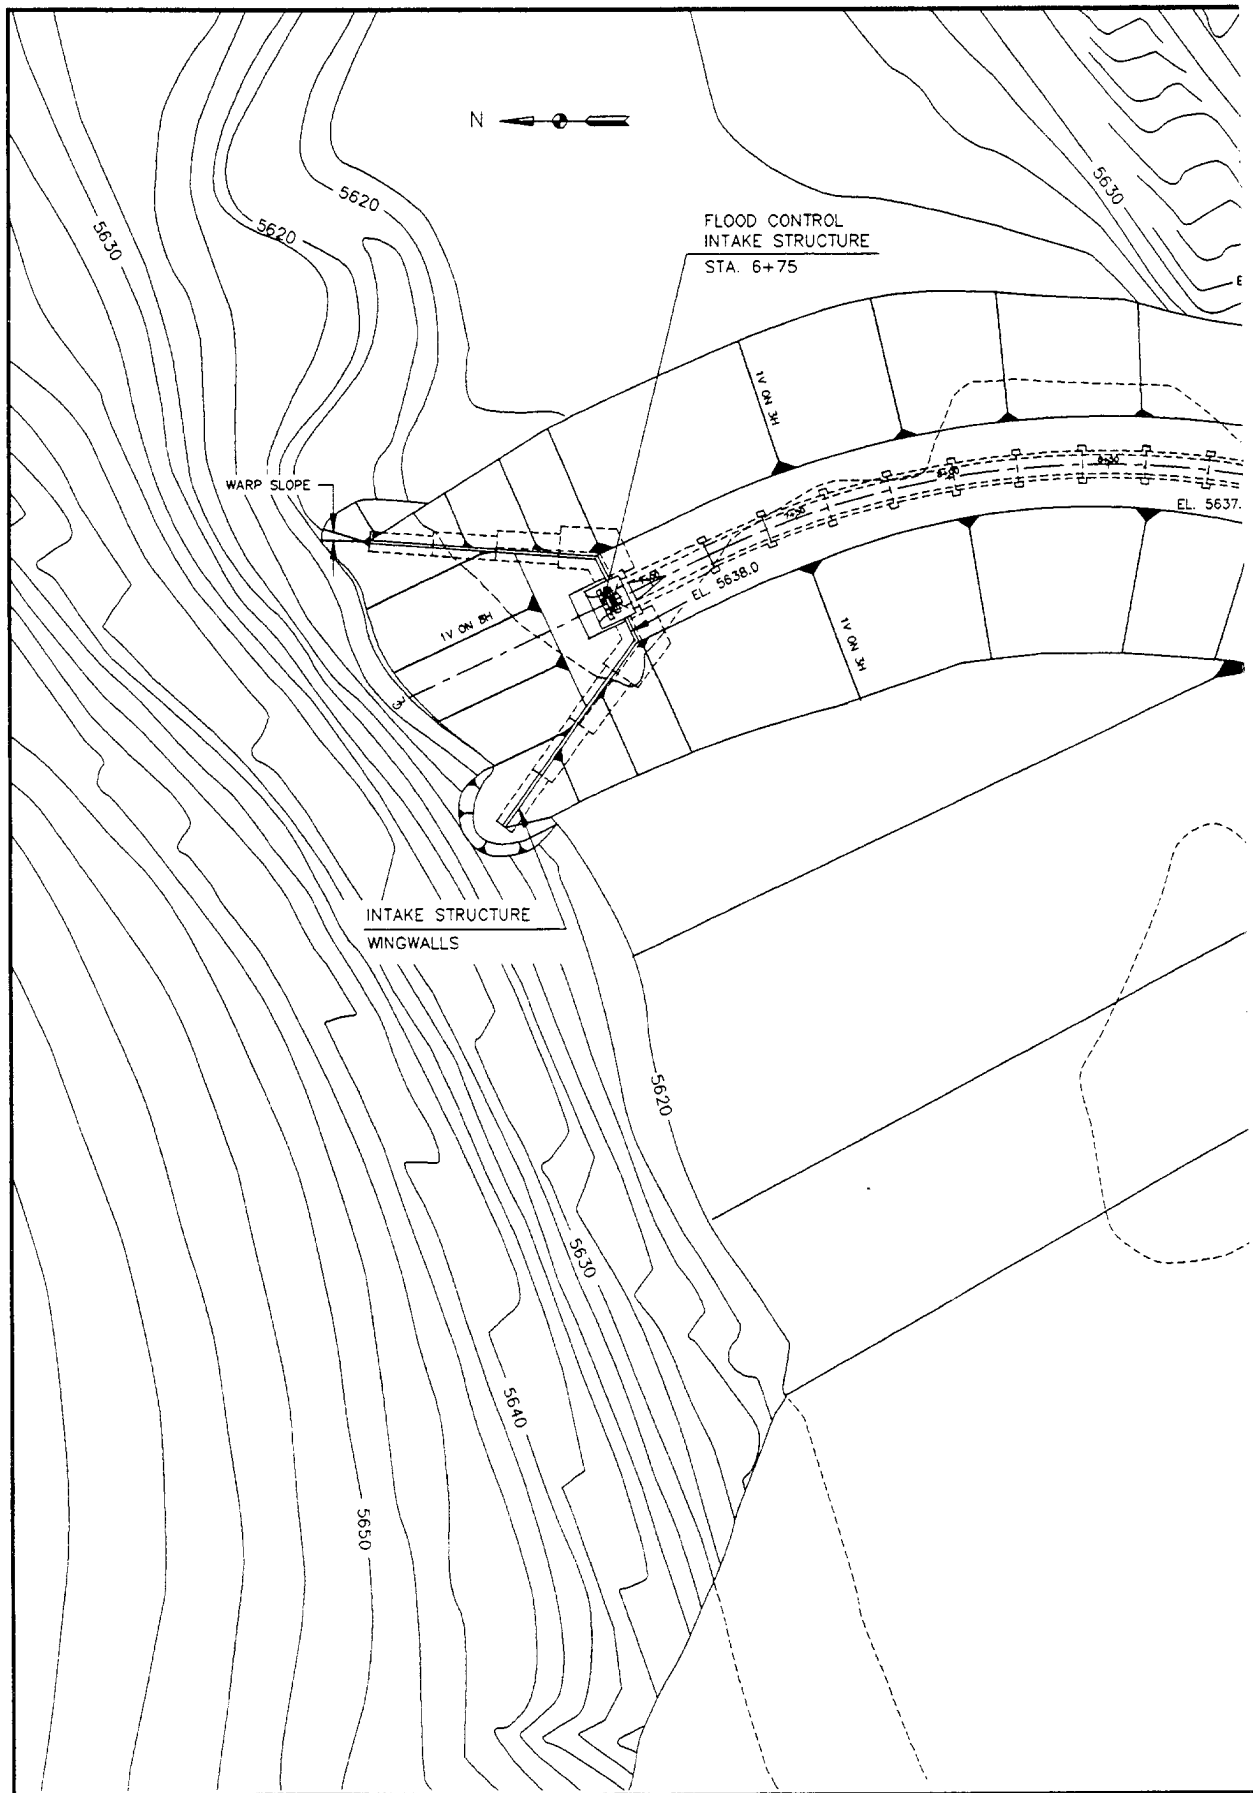 N
5630
5620
5620
5630
FLOOD CONTROL
INTAKE STRUCTURE
STA. 6+75
1V ON 3H
WARP SLOPE
EL. 5637.
EL. 5638.0
1V ON 8H
1V ON 3H
INTAKE STRUCTURE
WINGWALLS
5620
5630
5640
5650